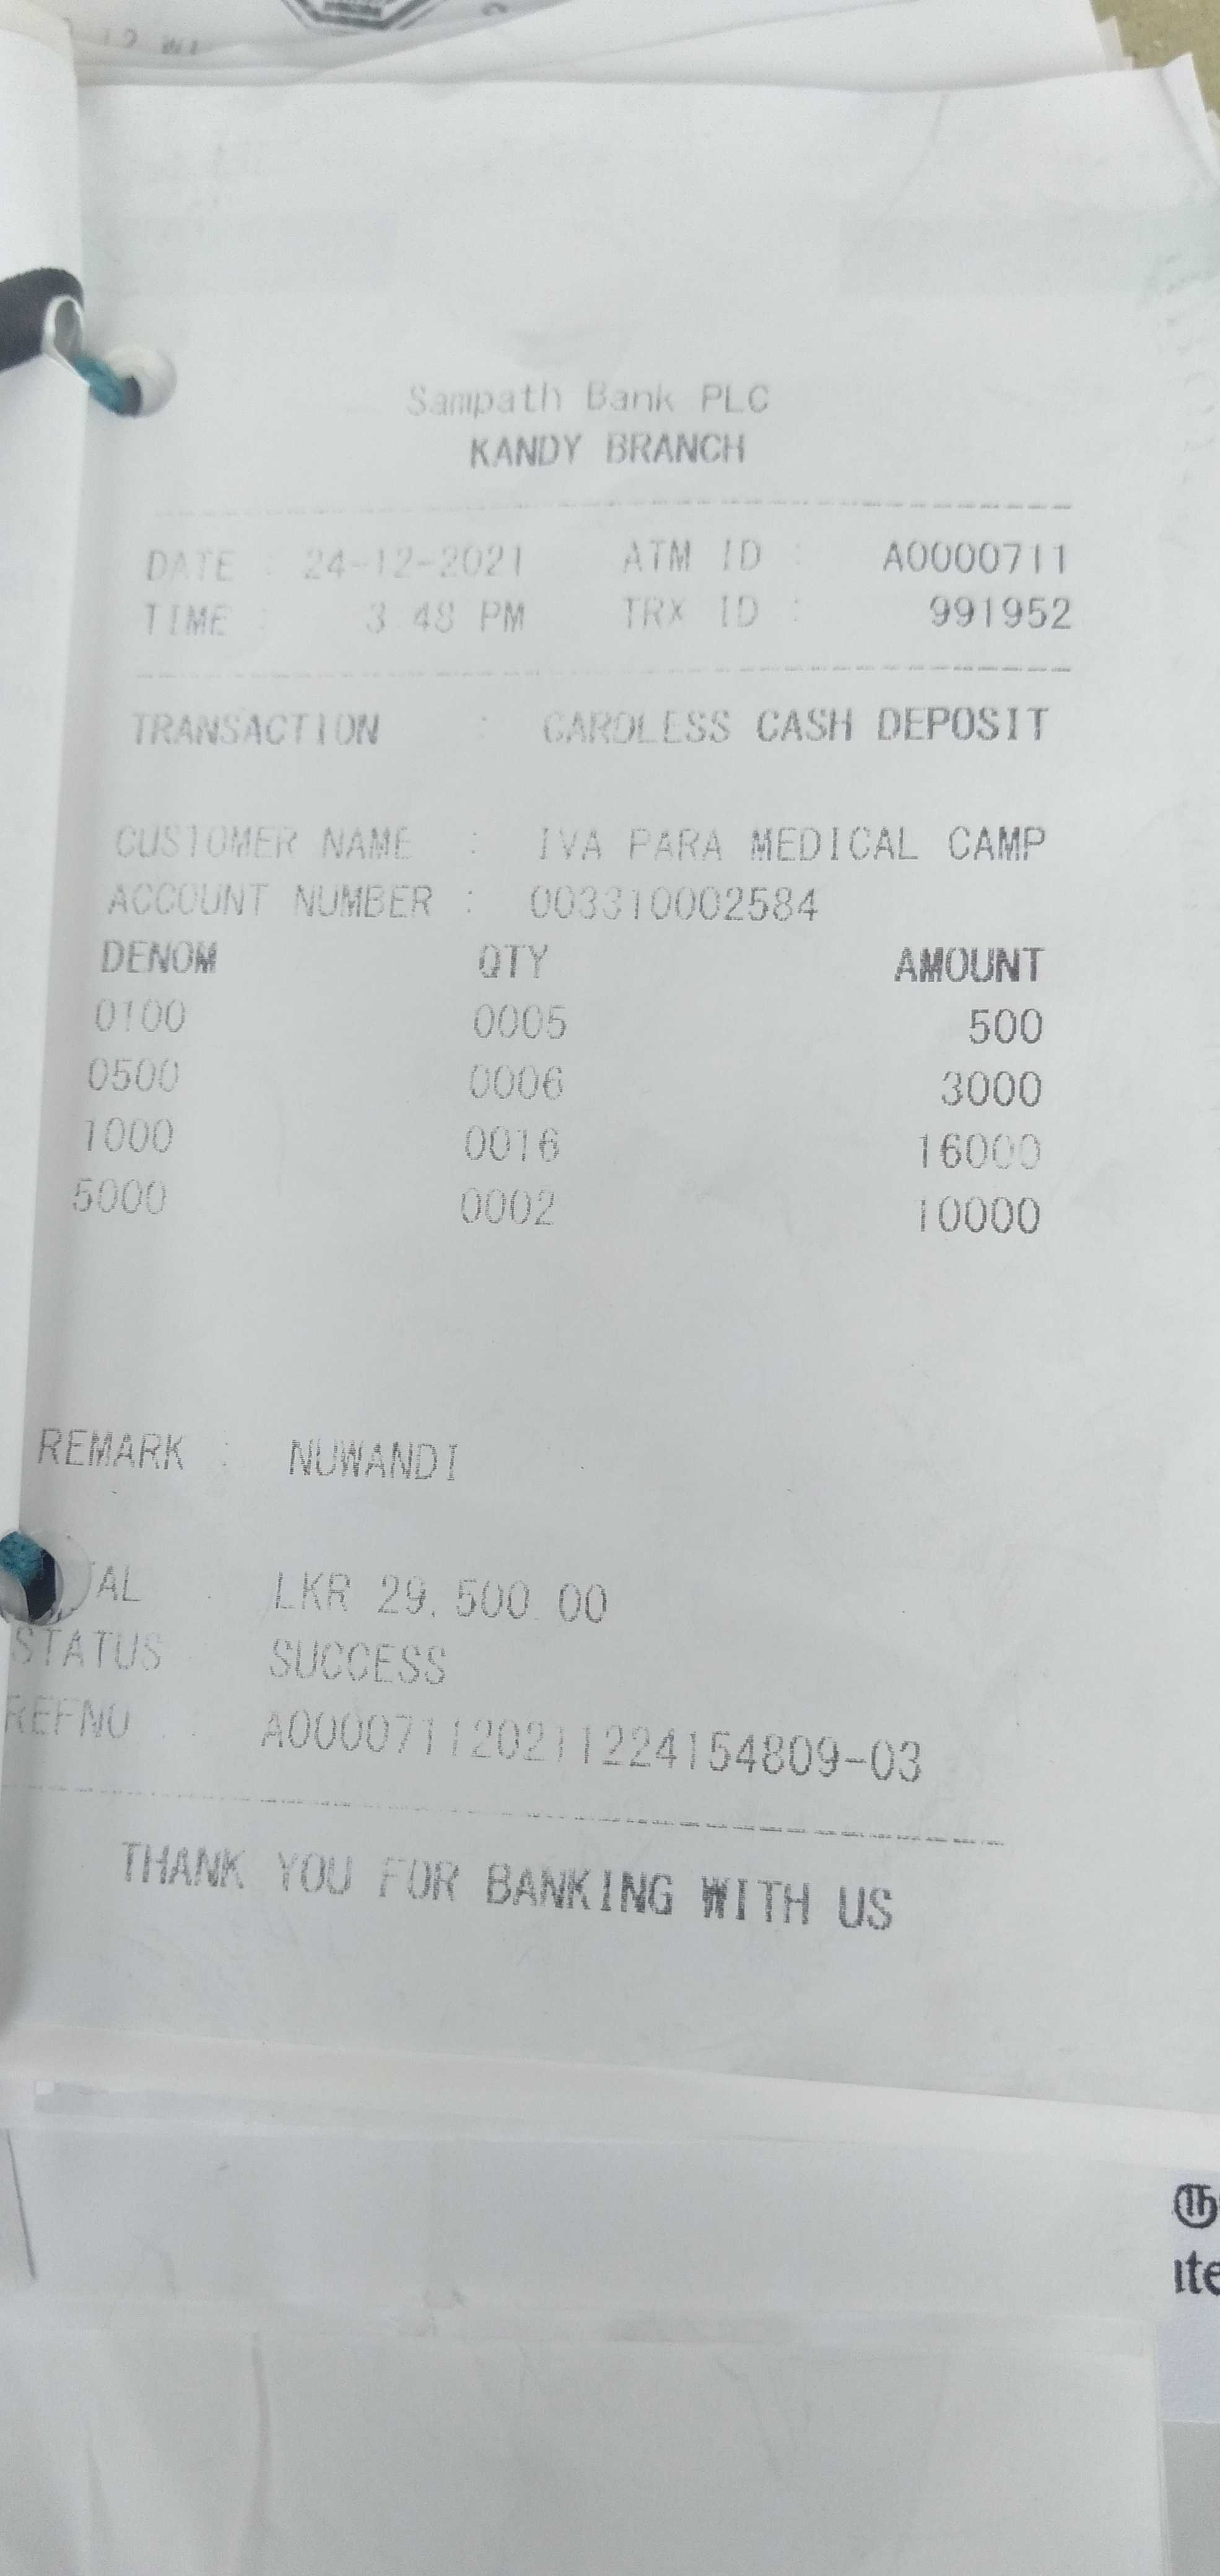 Sampath Bank PLC
KANDY BRANCH
DATE : 24-12-2021 ATM ID : A0000711
TIME : 3 48 PM TRX ID : 991952
TRANSACTION : CARDLESS CASH DEPOSIT
CUSTOMER NAME : IVA PARA MEDICAL CAMP
ACCOUNT NUMBER : 003310002584
DENOM QTY AMOUNT
0100 0005 500
0500 0006 3000
1000 0016 16000
5000 0002 10000
REMARK : NUWANDI
AL : LKR 29,500.00
STATUS SUCCESS
REFNO : A000071120211224154809-03
THANK YOU FOR BANKING WITH US
ite